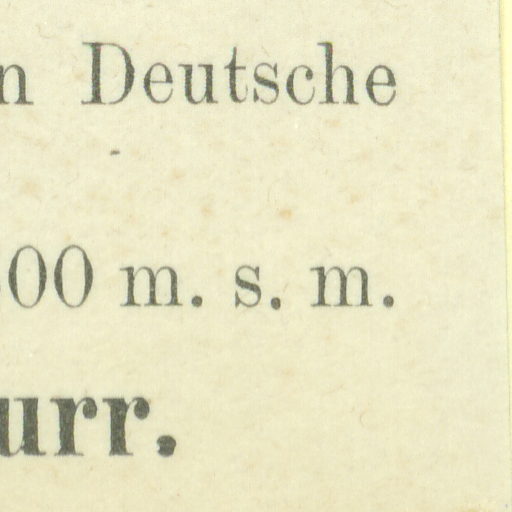 n Deutsche
00 m. s. m.
urr.